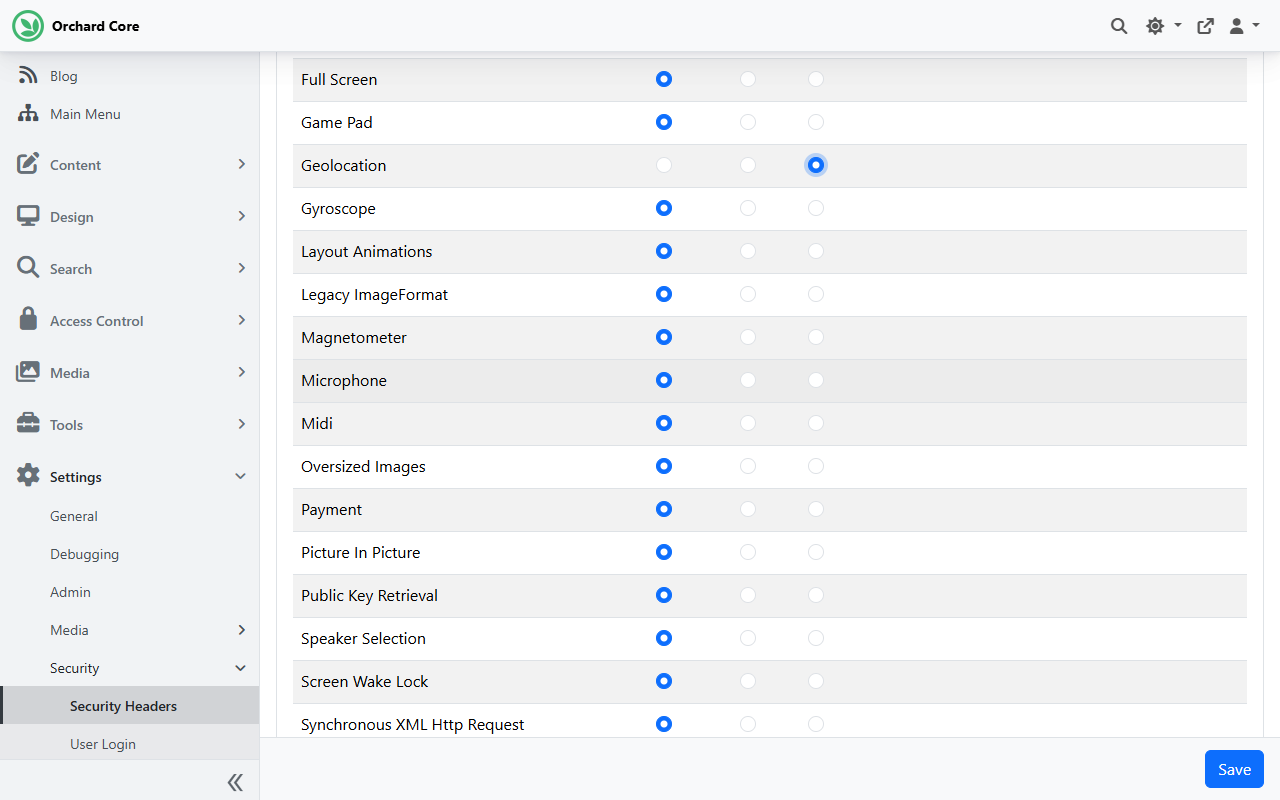 Orchard Core
Blog
Main Menu
Content
Design
Search
Access Control
Media
Tools
Settings
General
Debugging
Admin
Media
Security
Security Headers
User Login
Full Screen
Game Pad
Geolocation
Gyroscope
Layout Animations
Legacy ImageFormat
Magnetometer
Microphone
Midi
Oversized Images
Payment
Picture In Picture
Public Key Retrieval
Speaker Selection
Screen Wake Lock
Synchronous XML Http Request
Save